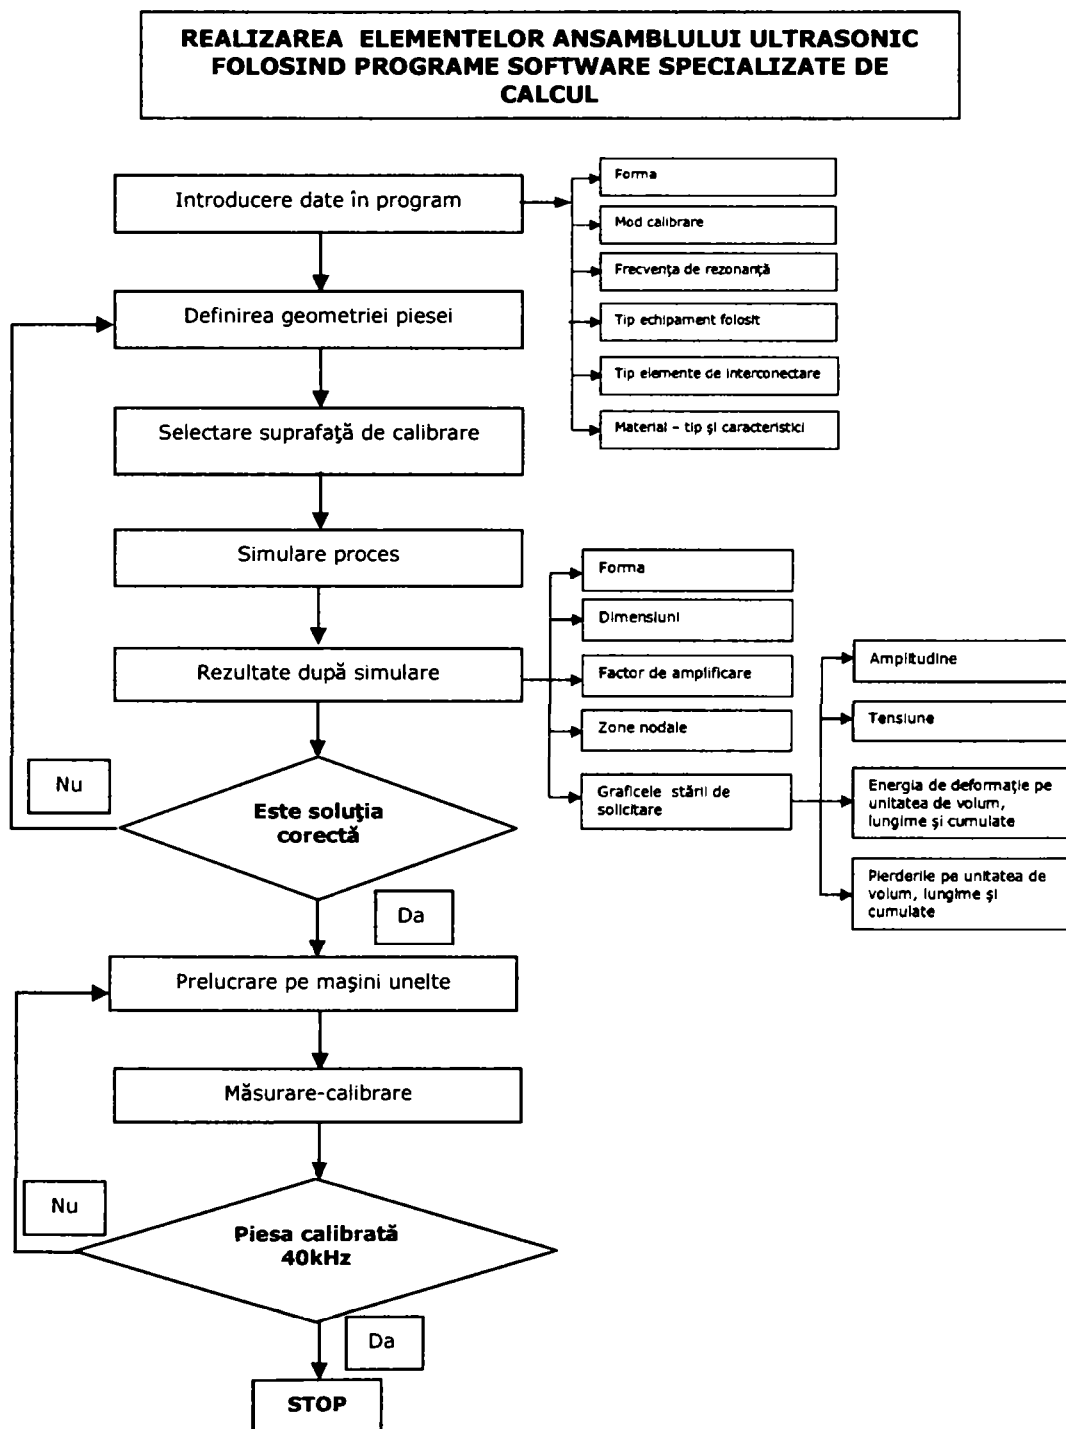 REALIZAREA ELEMENTELOR ANSAMBLULUI ULTRASONIC
FOLOSIND PROGRAME SOFTWARE SPECIALIZATE DE
CALCUL
Introducere date în program
Forma
Mod calibrare
Frecvența de rezonanță
Tip echipament folosit
Tip elemente de interconectare
Material – tip și caracteristici
Definirea geometriei piesei
Selectare suprafață de calibrare
Simulare proces
Rezultate după simulare
Forma
Dimensiuni
Factor de amplificare
Zone nodale
Graficele stării de
solicitare
Amplitudine
Tensiune
Energia de deformație pe
unitatea de volum,
lungime și cumulate
Pierderile pe unitatea de
volum, lungime și
cumulate
Nu
Este soluția
corectă
Da
Prelucrare pe mașini unelte
Măsurare-calibrare
Nu
Piesa calibrată
40kHz
Da
STOP